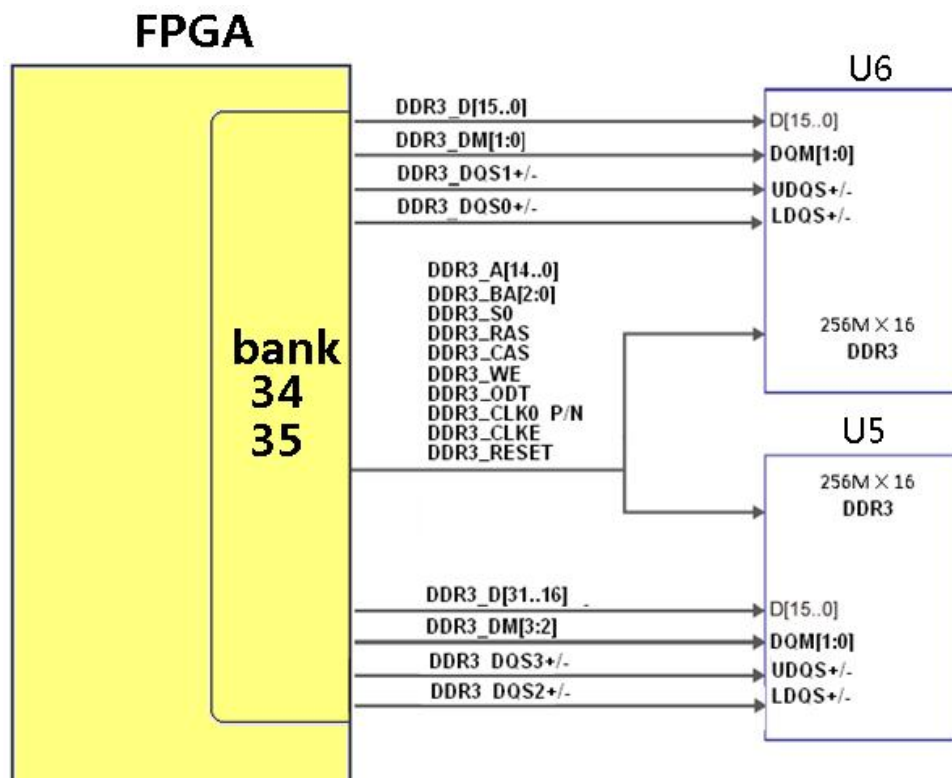 FPGA
U6
DDR3_D[15..0]
D[15..0]
DDR3_DM[1:0]
DQM[1:0]
DDR3_DQS1+/-
UDQS+/-
DDR3_DQS0+/-
LDQS+/-
DDR3_A[14..0]
DDR3_BA[2:0]
DDR3_S0
DDR3_RAS
DDR3_CAS
DDR3_WE
DDR3_ODT
DDR3_CLK0 P/N
DDR3_CLKE
DDR3_RESET
256M × 16
DDR3
bank
34
35
U5
256M × 16
DDR3
DDR3_D[31..16]
D[15..0]
DDR3_DM[3:2]
DQM[1:0]
DDR3 DQS3+/-
UDQS+/-
DDR3 DQS2+/-
LDQS+/-